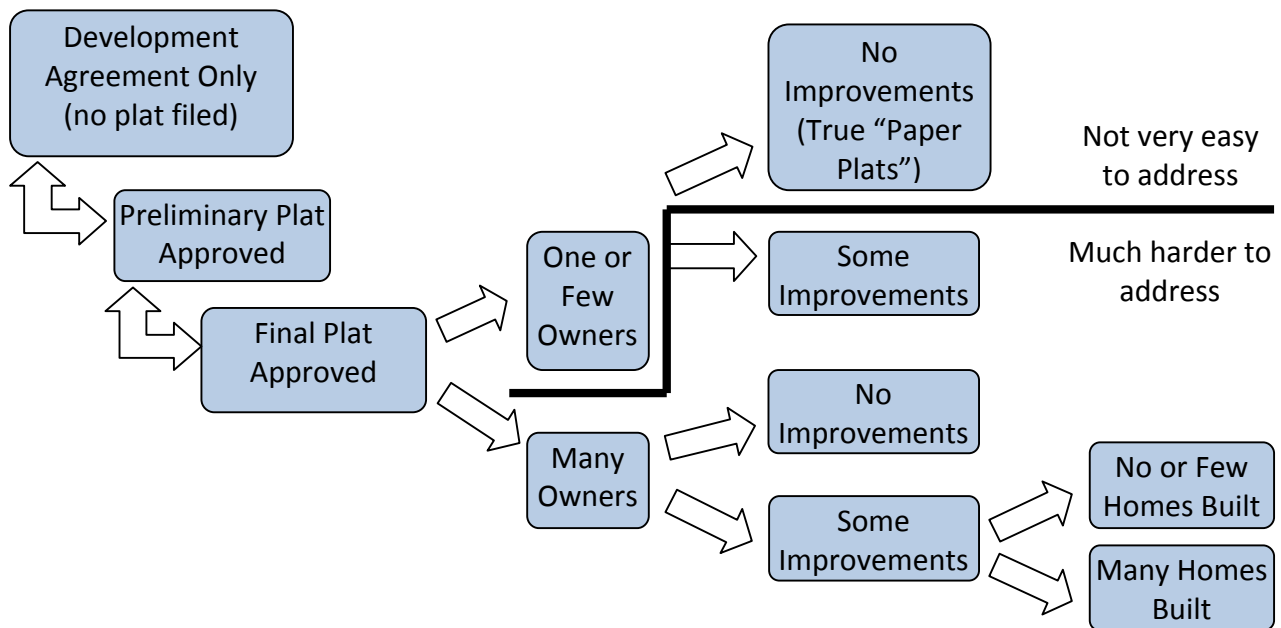 Development
Agreement Only
(no plat filed)
Preliminary Plat
Approved
Final Plat
Approved
One or
Few
Owners
Many
Owners
No
Improvements
(True “Paper
Plats”)
Not very easy
to address
Much harder to
address
Some
Improvements
No
Improvements
Some
Improvements
No or Few
Homes Built
Many Homes
Built